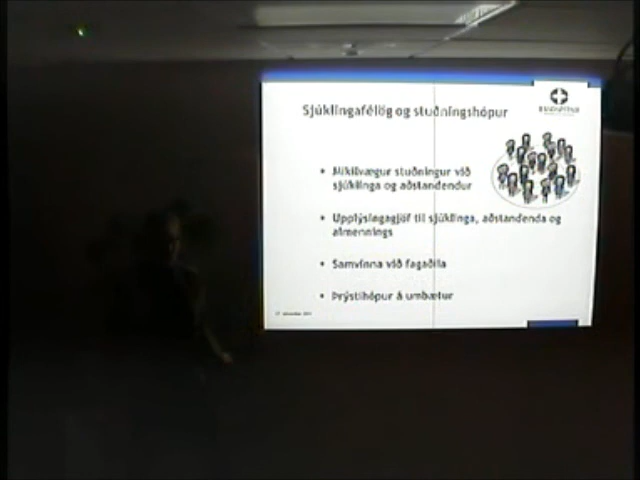 Sjúklingafélög og stuðningshópur
LANDSPÍTALI
• Mikilvægur stuðningur við
sjúklinga og aðstandendur
• Upplýsingagjöf til sjúklinga, aðstandenda og
almennings
• Samvinna við fagaðila
• Þrýstihópur á umbætur